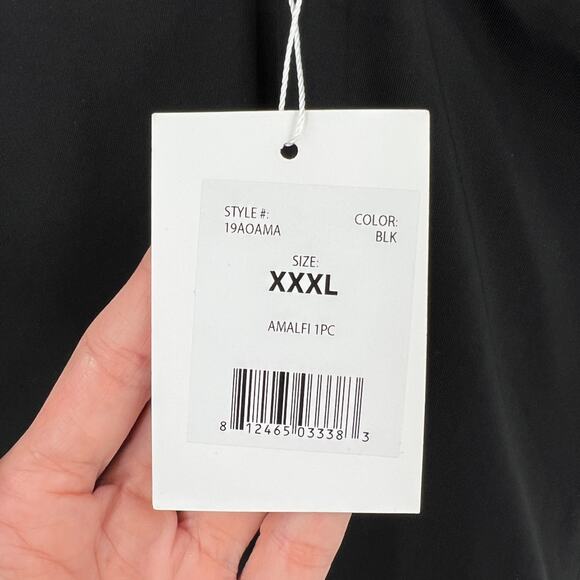 STYLE #:
19AOAMA
COLOR:
BLK
SIZE:
XXXL
AMALFI 1PC
8 12465 03338 3